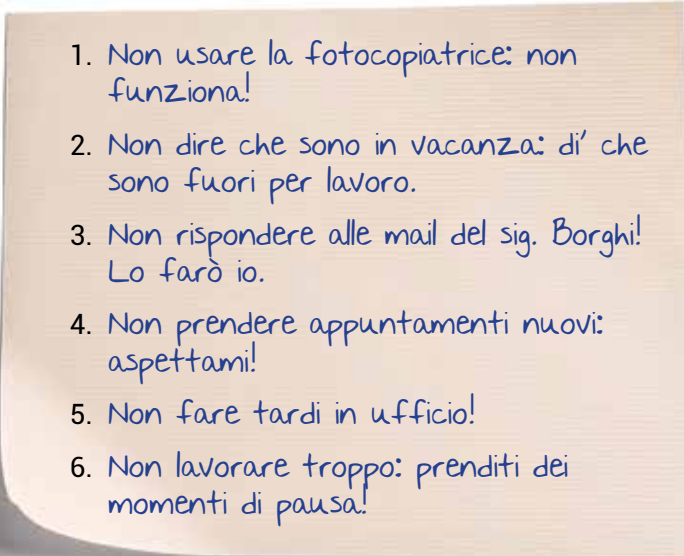 1. Non usare la fotocopiatrice: non
funziona!
2. Non dire che sono in vacanza: di' che
sono fuori per lavoro.
3. Non rispondere alle mail del sig. Borghi!
Lo farò io.
4. Non prendere appuntamenti nuovi:
aspettami!
5. Non fare tardi in ufficio!
6. Non lavorare troppo: prenditi dei
momenti di pausa!